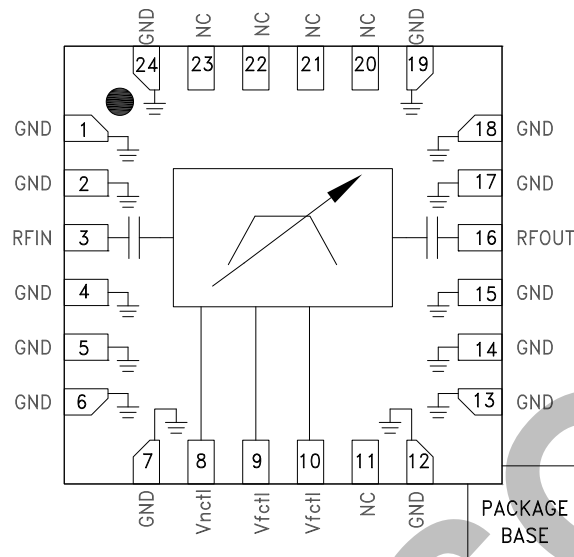 GND NC NC NC NC GND
24 23 22 21 20 19
GND 1 18 GND
GND 2 17 GND
RFIN 3 16 RFOUT
GND 4 15 GND
GND 5 14 GND
GND 6 13 GND
7 8 9 10 11 12
GND Vnctl Vfctl Vfctl NC GND
PACKAGE
BASE